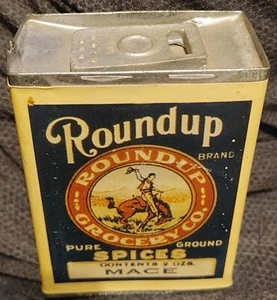 Roundup
BRAND
ROUNDUP
GROCERY CO.
PURE GROUND
SPICES
CONTENTS 2 OZS.
MACE